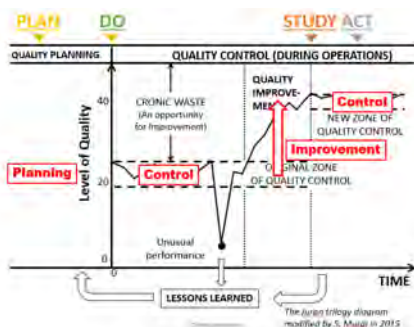 PLAN DO STUDY ACT
QUALITY PLANNING. QUALITY CONTROL (DURING OPERATIONS)
Level of Quality
40
20
0
CRONIC WASTE
(An opportunity
for Improvement)
QUALITY
IMPROVE-
MEN
Control
NEW ZONE OF
QUALITY CONTROL
Improvement
Planning
Control
ORIGINAL ZONE
OF QUALITY CONTROL
Unusual
performance
0
TIME
LESSONS LEARNED
The Juran trilogy diagram
modified by S. in 2015